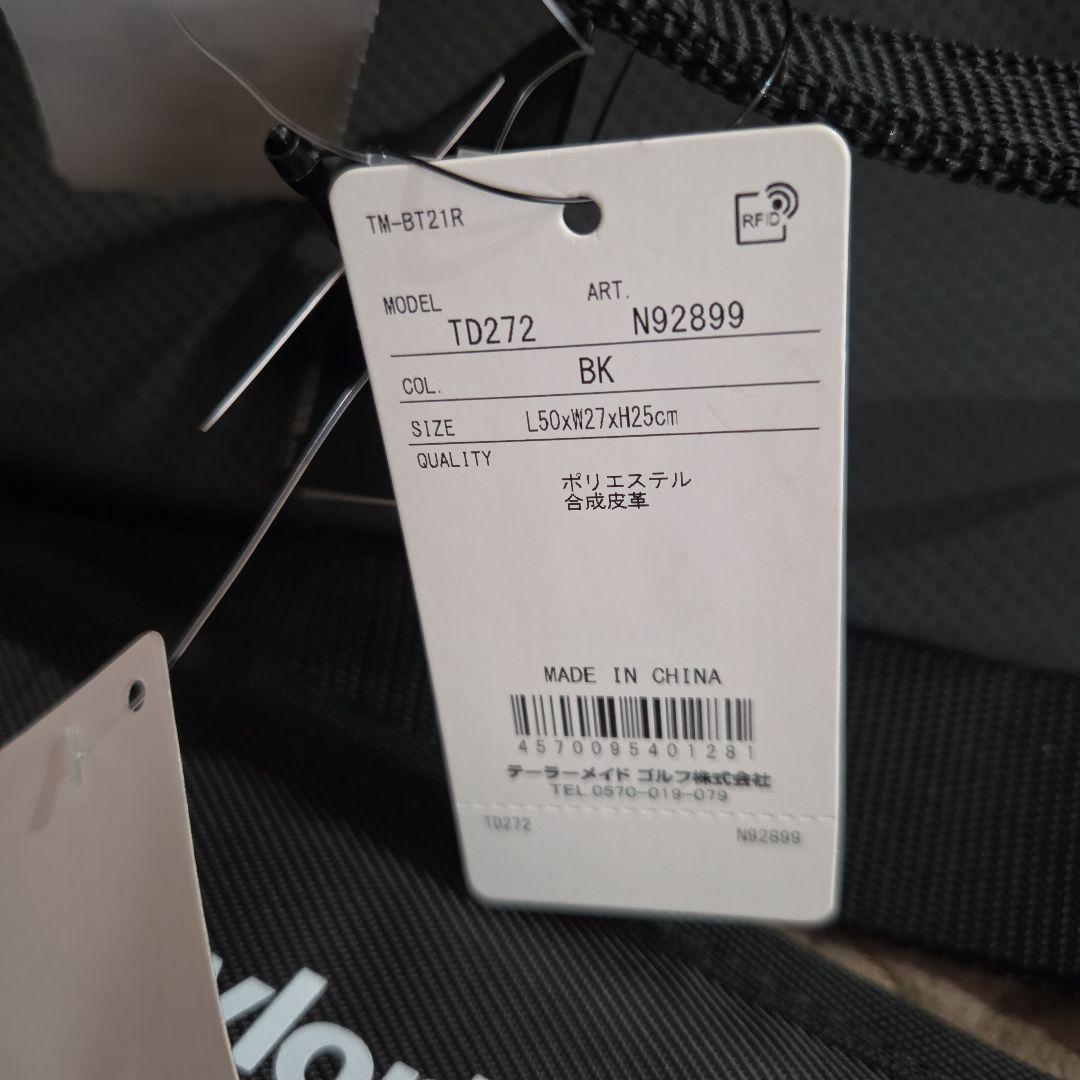 TM-BT21R
RFID
MODEL TD272 ART. N92899
COL. BK
SIZE L50xW27xH25cm
QUALITY
ポリエステル
合成皮革
MADE IN CHINA
4570095401281
テーラーメイド ゴルフ株式会社
TEL 0570-019-079
TD272 N92899
ylor